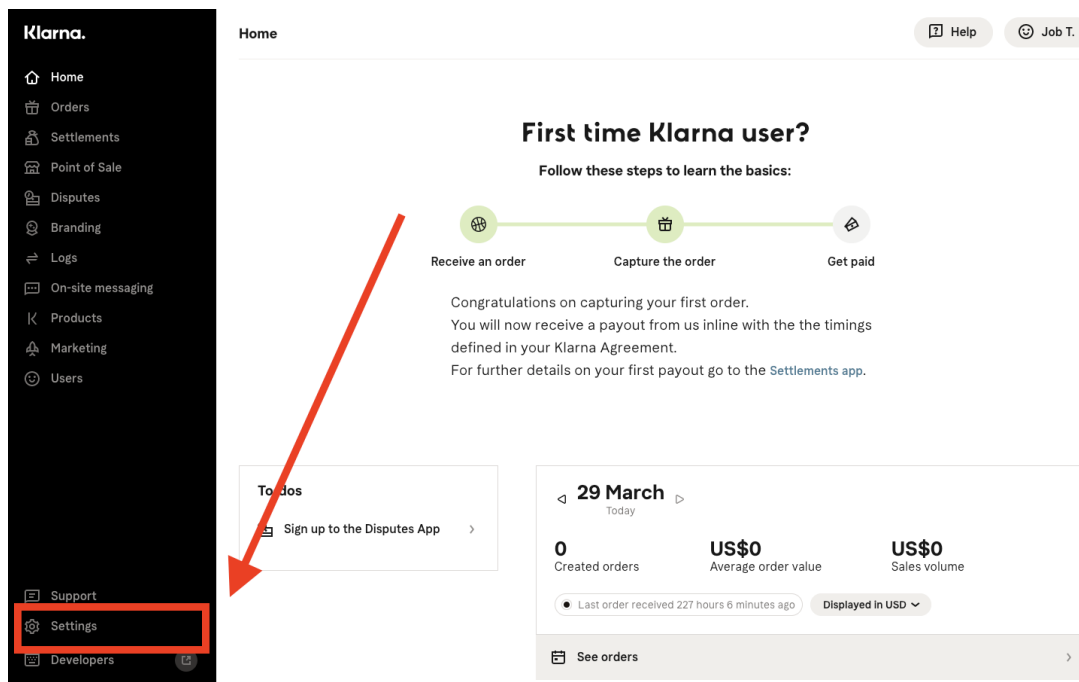 Klarna.
Home
Orders
Settlements
Point of Sale
Disputes
Branding
Logs
On-site messaging
Products
Marketing
Users
Support
Settings
Developers
Home
Help
Job T.
First time Klarna user?
Follow these steps to learn the basics:
Receive an order
Capture the order
Get paid
Congratulations on capturing your first order.
You will now receive a payout from us inline with the the timings
defined in your Klarna Agreement.
For further details on your first payout go to the Settlements app.
To dos
Sign up to the Disputes App
29 March
Today
0
Created orders
US$0
Average order value
US$0
Sales volume
Last order received 227 hours 6 minutes ago
Displayed in USD
See orders